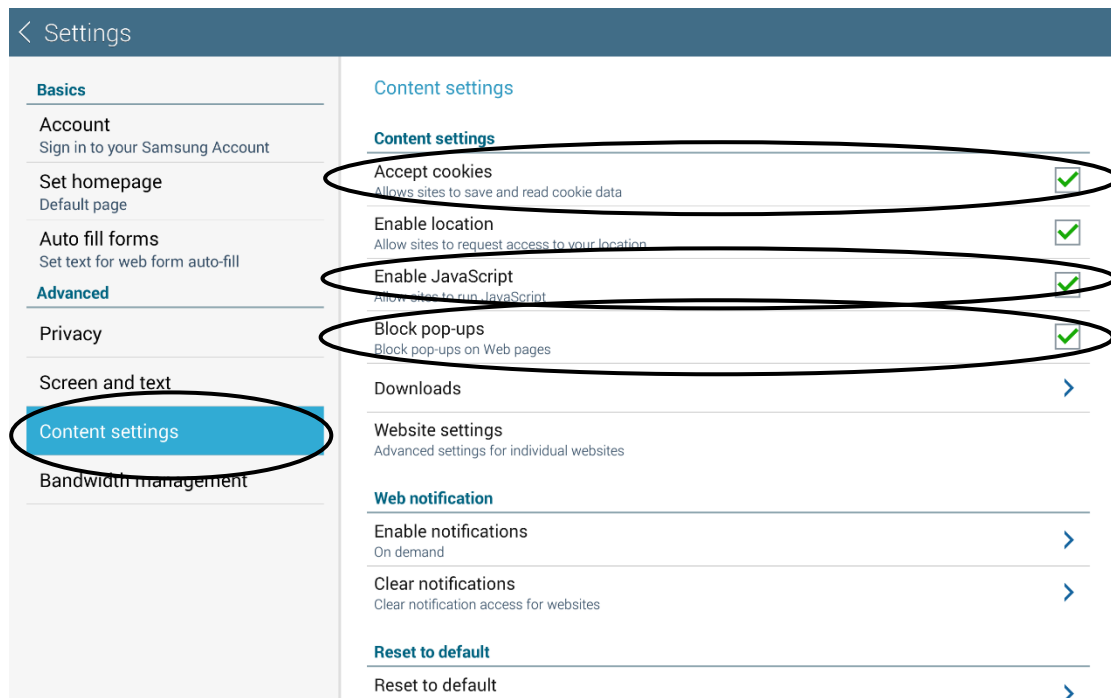 Settings
Basics
Account
Sign in to your Samsung Account
Set homepage
Default page
Auto fill forms
Set text for web form auto-fill
Advanced
Privacy
Screen and text
Content settings
Bandwidth management
Content settings
Content settings
Accept cookies
Allows sites to save and read cookie data
Enable location
Allow sites to request access to your location
Enable JavaScript
Allow sites to run JavaScript
Block pop-ups
Block pop-ups on Web pages
Downloads
Website settings
Advanced settings for individual websites
Web notification
Enable notifications
On demand
Clear notifications
Clear notification access for websites
Reset to default
Reset to default